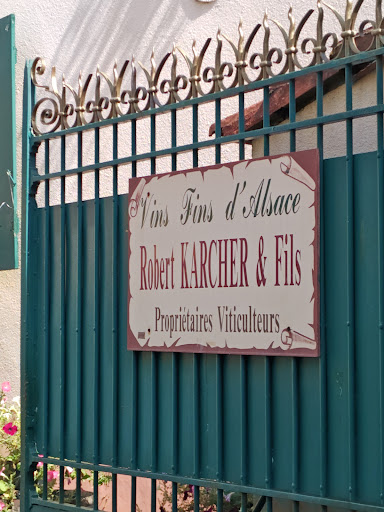 Vins Fins d'Alsace
Robert KARCHER & Fils
Propriétaires Viticulteurs